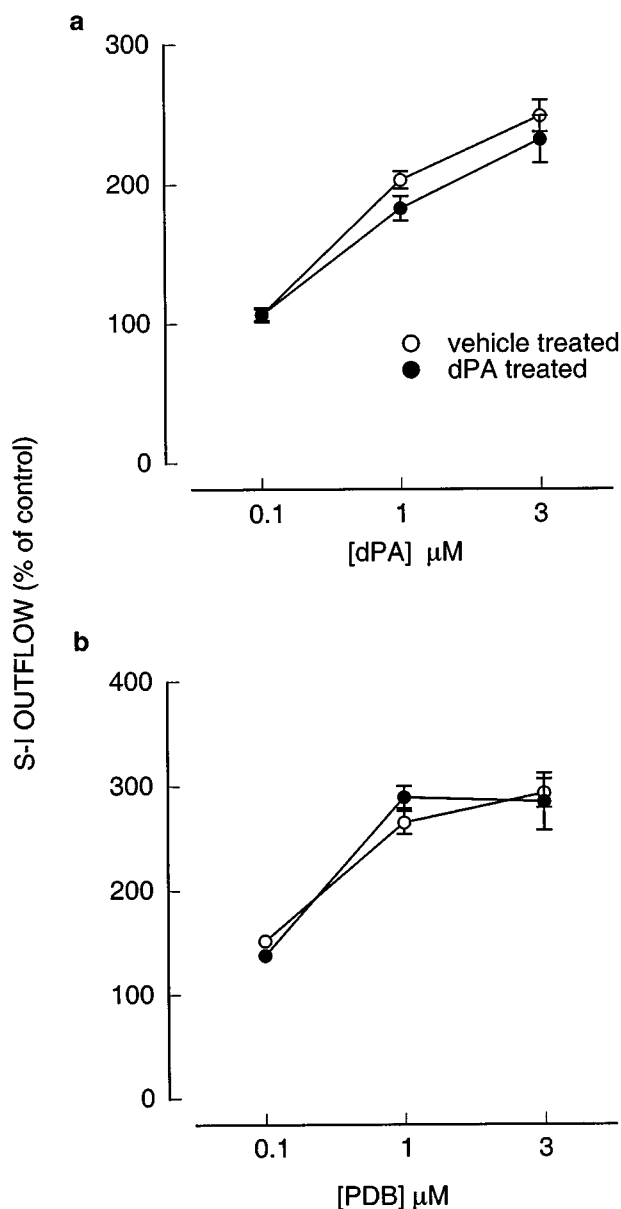 a
300
200
100
0
vehicle treated
dPA treated
0.1 1 3
[dPA] μM
S-I OUTFLOW (% of control)
b
400
300
200
100
0
0.1 1 3
[PDB] μM